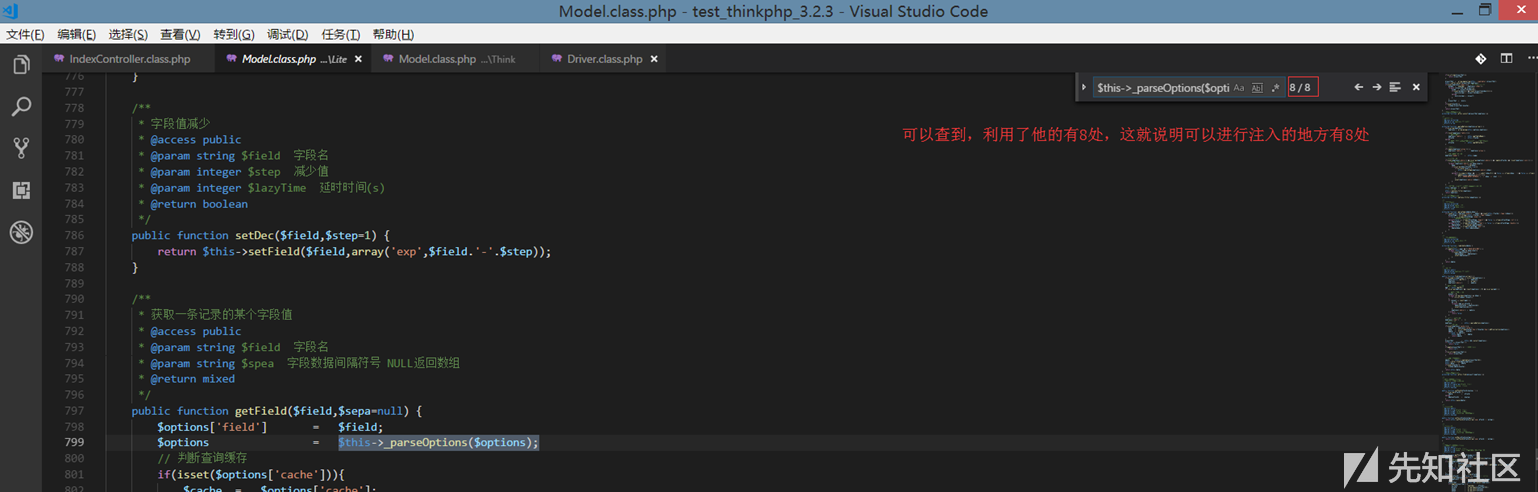 Model.class.php - test_thinkphp_3.2.3 - Visual Studio Code
文件(F) 编辑(E) 选择(S) 查看(V) 转到(G) 调试(D) 任务(T) 帮助(H)
IndexController.class.php Model.class.php ...\Lite Model.class.php ...\Think Driver.class.php
$this->_parseOptions($opti Aa Abl .* 8/8
可以查到，利用了他的有8处，这就说明可以进行注入的地方有8处
776 }
777
778 /**
779 * 字段值减少
780 * @access public
781 * @param string $field 字段名
782 * @param integer $step 减少值
783 * @param integer $lazyTime 延时时间(s)
784 * @return boolean
785 */
786 public function setDec($field,$step=1) {
787 return $this->setField($field,array('exp',$field.'-'.$step));
788 }
789
790 /**
791 * 获取一条记录的某个字段值
792 * @access public
793 * @param string $field 字段名
794 * @param string $spea 字段数据间隔符号 NULL返回数组
795 * @return mixed
796 */
797 public function getField($field,$sepa=null) {
798 $options['field'] = $field;
799 $options = $this->_parseOptions($options);
800 // 判断查询缓存
801 if(isset($options['cache'])){
802 $cache = $options['cache'];
先知社区